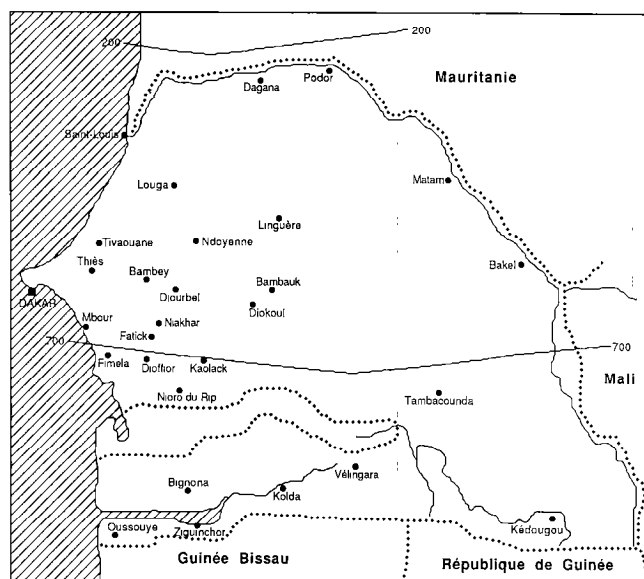 200
200
Mauritanie
Podor
Dagana
Saint-Louis
Matam
Louga
Linguère
Tivaouane
Ndoyenne
Thiès
Bakel
Bambey
Djourbel
Bambauk
DAKAR
Diokoul
Mbour
Niakhar
Fatick
700
700
Fimela
Dioffior
Kaolack
Mali
Nioro du Rip
Tambacounda
Vélingara
Bignona
Kolda
Oussouye
Ziguinchor
Kédougou
Guinée Bissau
République de Guinée